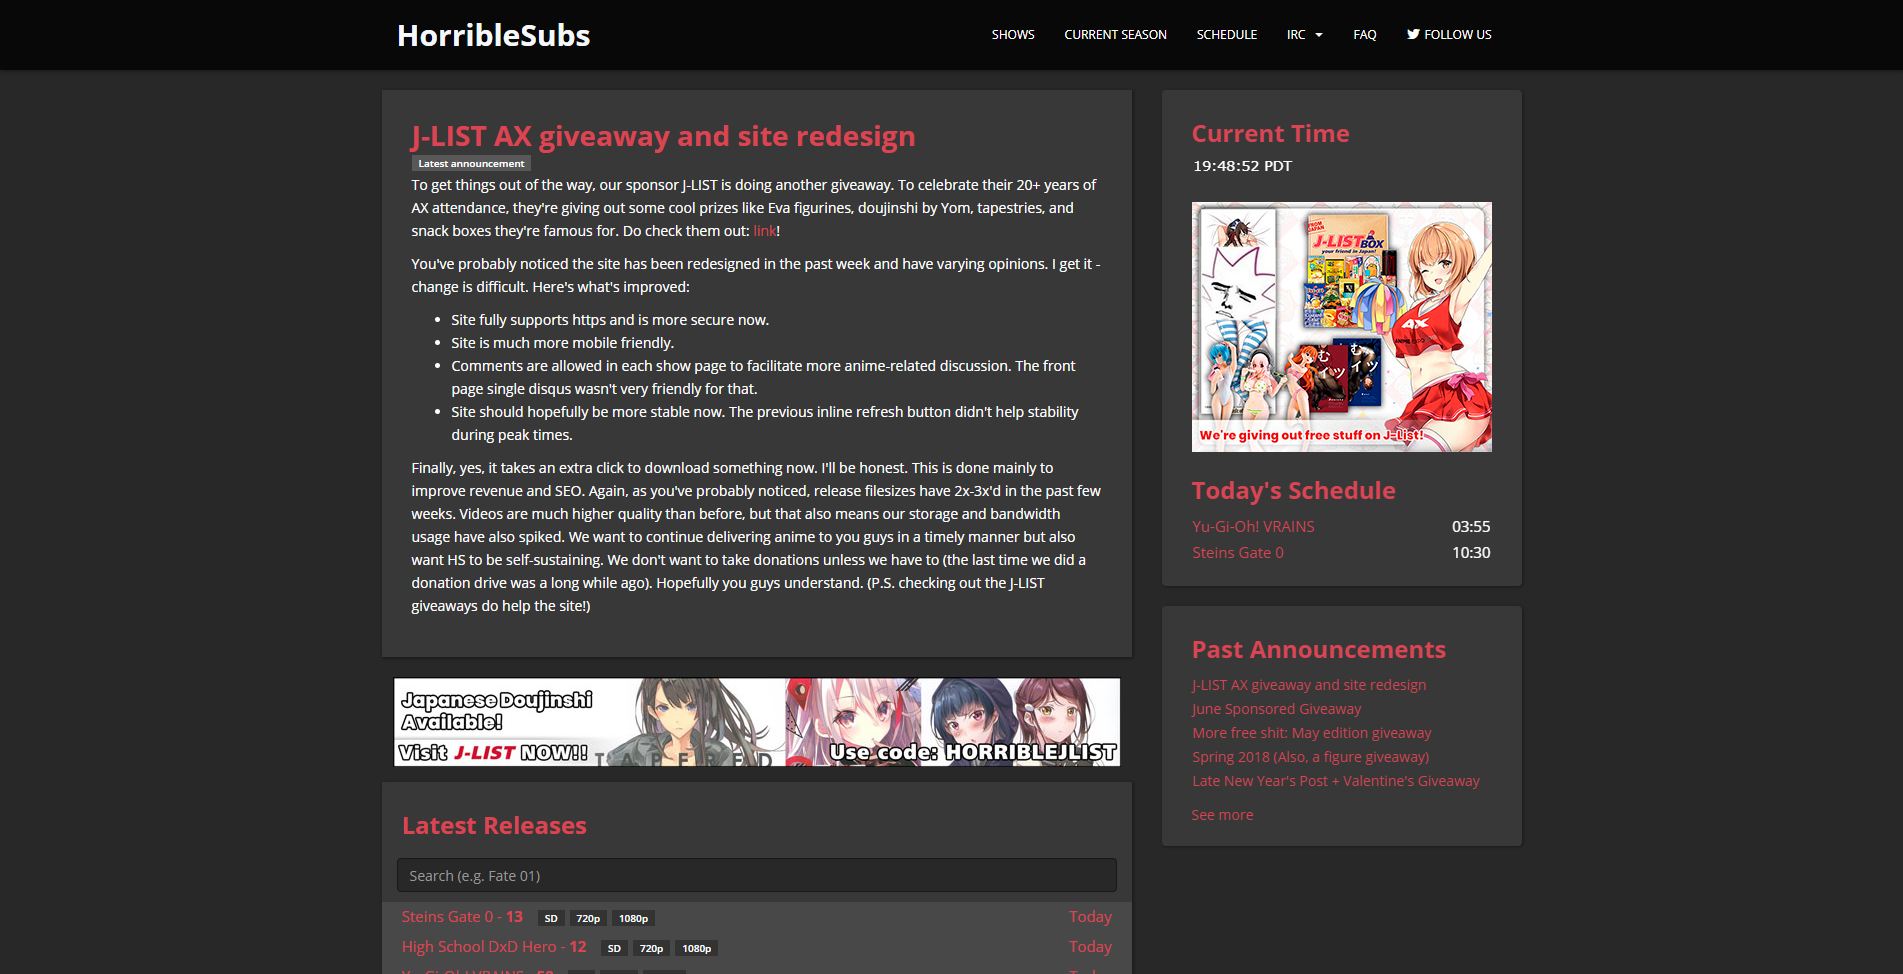 HorribleSubs
SHOWS
CURRENT SEASON
SCHEDULE
IRC
FAQ
FOLLOW US
J-LIST AX giveaway and site redesign
Latest announcement
To get things out of the way, our sponsor J-LIST is doing another giveaway. To celebrate their 20+ years of
AX attendance, they're giving out some cool prizes like Eva figurines, doujinshi by Yom, tapestries, and
snack boxes they're famous for. Do check them out: link!
You've probably noticed the site has been redesigned in the past week and have varying opinions. I get it -
change is difficult. Here's what's improved:
• Site fully supports https and is more secure now.
• Site is much more mobile friendly.
• Comments are allowed in each show page to facilitate more anime-related discussion. The front
page single disqus wasn't very friendly for that.
• Site should hopefully be more stable now. The previous inline refresh button didn't help stability
during peak times.
Finally, yes, it takes an extra click to download something now. I'll be honest. This is done mainly to
improve revenue and SEO. Again, as you've probably noticed, release filesizes have 2x-3x'd in the past few
weeks. Videos are much higher quality than before, but that also means our storage and bandwidth
usage have also spiked. We want to continue delivering anime to you guys in a timely manner but also
want HS to be self-sustaining. We don't want to take donations unless we have to (the last time we did a
donation drive was a long while ago). Hopefully you guys understand. (P.S. checking out the J-LIST
giveaways do help the site!)
Japanese Doujinshi
Available!
Visit J-LIST NOW!!
TAPERED
Use code: HORRIBLEJLIST
Latest Releases
Search (e.g. Fate 01)
Steins Gate 0 - 13 SD 720p 1080p Today
High School DxD Hero - 12 SD 720p 1080p Today
Current Time
19:48:52 PDT
FROM JAPAN
J-LIST BOX
your friend in Japan!
AX
むイツ
むイツ
We're giving out free stuff on J-List!
Today's Schedule
Yu-Gi-Oh! VRAINS 03:55
Steins Gate 0 10:30
Past Announcements
J-LIST AX giveaway and site redesign
June Sponsored Giveaway
More free shit: May edition giveaway
Spring 2018 (Also, a figure giveaway)
Late New Year's Post + Valentine's Giveaway
See more